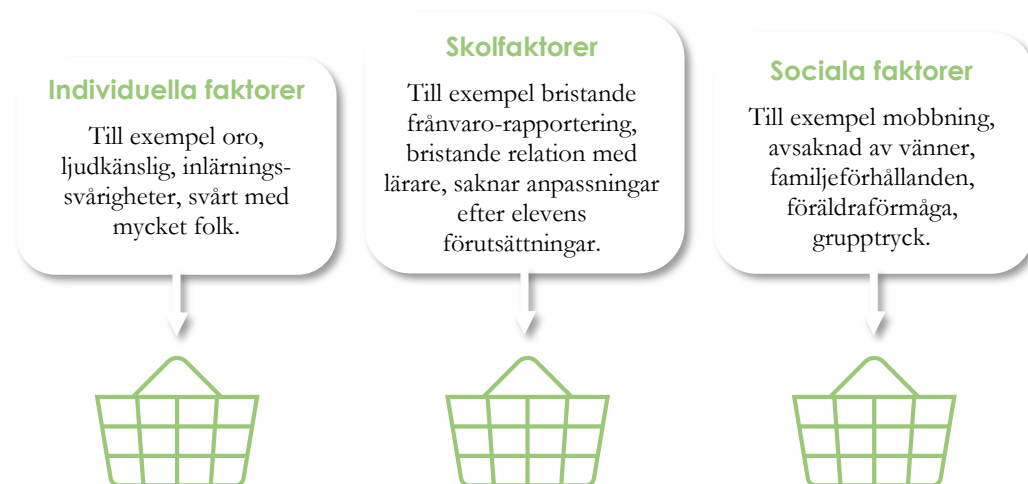 Individuella faktorer
Till exempel oro,
ljudkänslig, inlärnings-
svårigheter, svårt med
mycket folk.
Skolfaktorer
Till exempel bristande
frånvaro-rapportering,
bristande relation med
lärare, saknar anpassningar
efter elevens
förutsättningar.
Sociala faktorer
Till exempel mobbning,
avsaknad av vänner,
familjeförhållanden,
föräldraförmåga,
grupptryck.